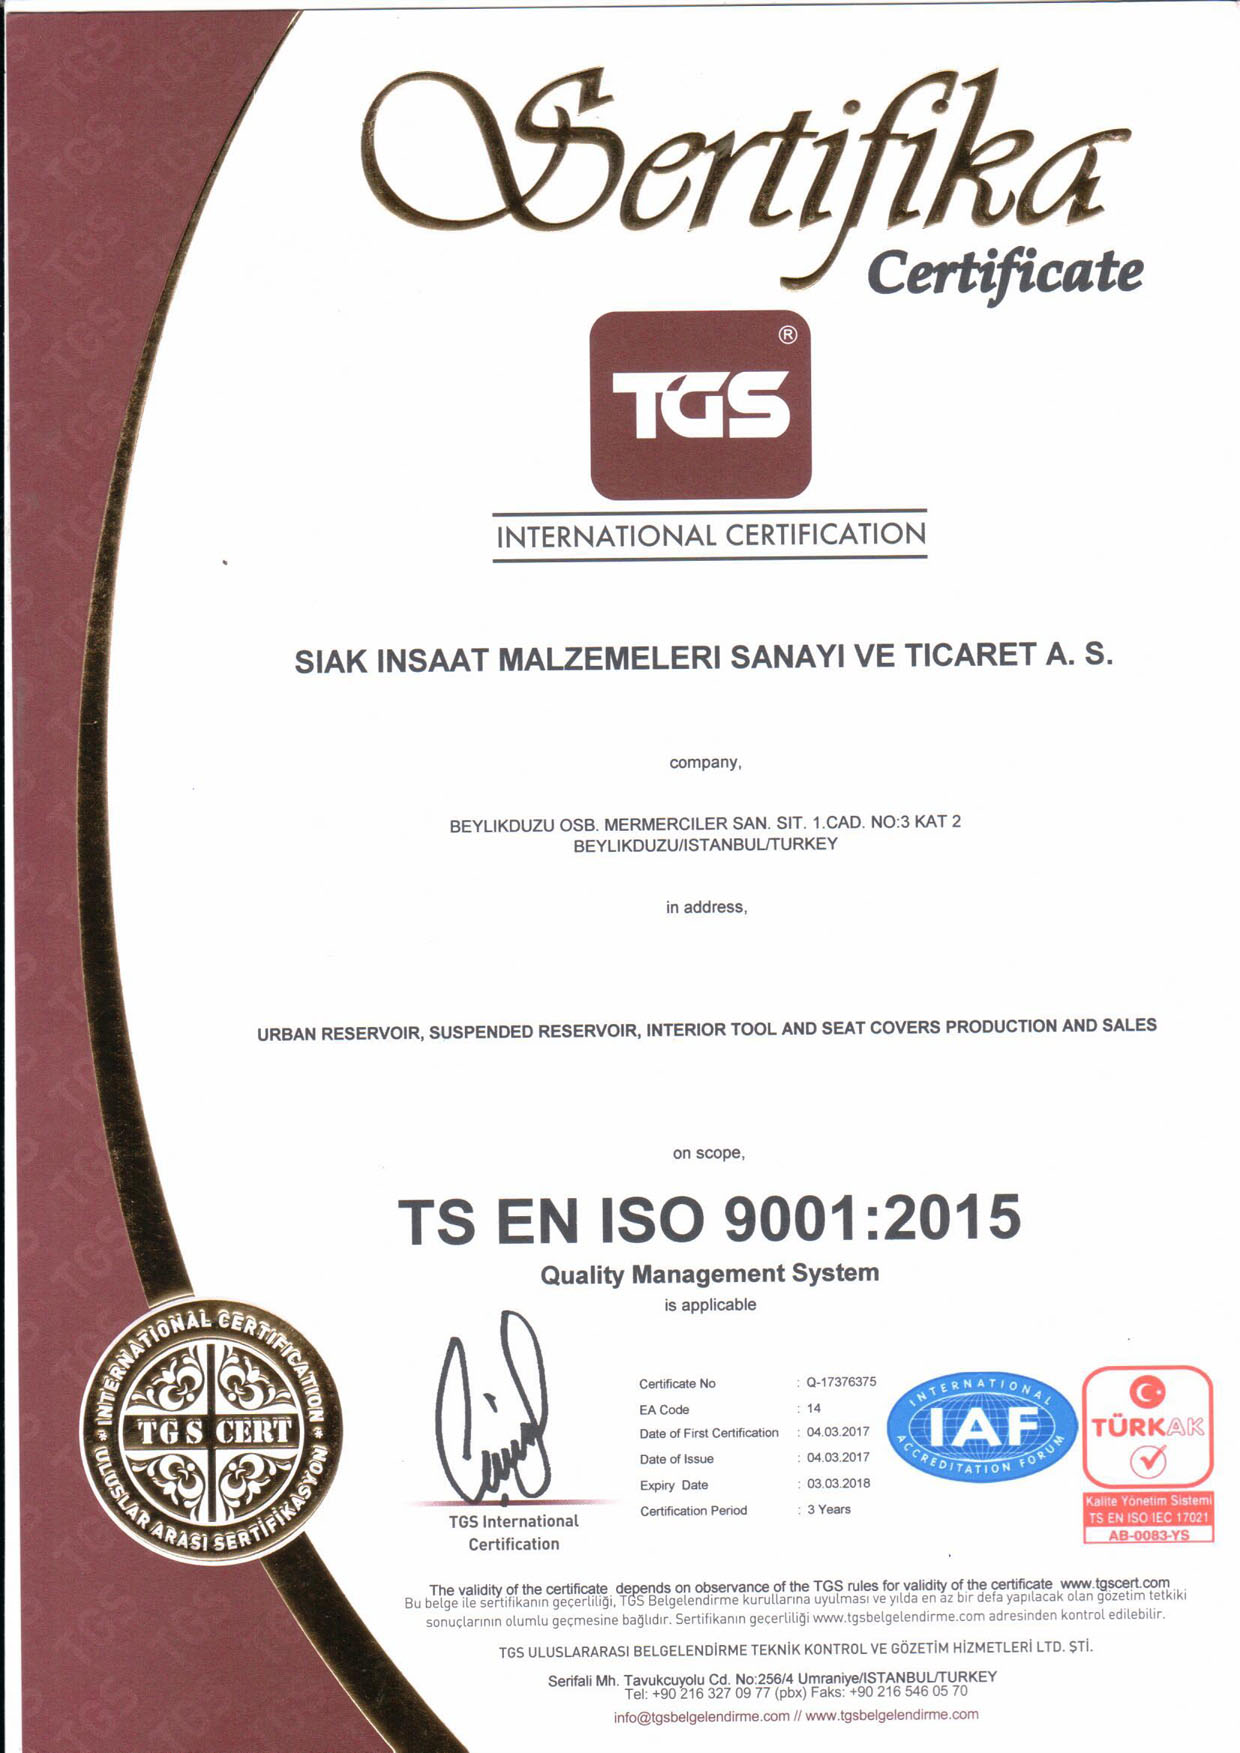 Sertifika
Certificate
TGS®
INTERNATIONAL CERTIFICATION
SIAK INSAAT MALZEMELERI SANAYI VE TICARET A. S.
company,
BEYLIKDUZU OSB. MERMERCILER SAN. SIT. 1.CAD. NO:3 KAT 2
BEYLIKDUZU/ISTANBUL/TURKEY
in address,
URBAN RESERVOIR, SUSPENDED RESERVOIR, INTERIOR TOOL AND SEAT COVERS PRODUCTION AND SALES
on scope,
TS EN ISO 9001:2015
Quality Management System
is applicable
INTERNATIONAL CERTIFICATION
TGS CERT
ULUSLAR ARASI SERTİFİKASYON
TGS International
Certification
Certificate No : Q-17376375
EA Code : 14
Date of First Certification : 04.03.2017
Date of Issue : 04.03.2017
Expiry Date : 03.03.2018
Certification Period : 3 Years
INTERNATIONAL
IAF
ACCREDITATION FORUM
TÜRKAK
Kalite Yönetim Sistemi
TS EN ISO IEC 17021
AB-0083-YS
The validity of the certificate depends on observance of the TGS rules for validity of the certificate www.tgscert.com
Bu belge ile sertifikanın geçerliliği, TGS Belgelendirme kurullarına uyulması ve yılda en az bir defa yapılacak olan gözetim tetkiki
sonuçlarının olumlu geçmesine bağlıdır. Sertifikanın geçerliliği www.tgsbelgelendirme.com adresinden kontrol edilebilir.
TGS ULUSLARARASI BELGELENDİRME TEKNİK KONTROL VE GÖZETİM HİZMETLERİ LTD. ŞTİ.
Serifali Mh. Tavukcuyolu Cd. No:256/4 Umraniye/ISTANBUL/TURKEY
Tel: +90 216 327 09 77 (pbx) Faks: +90 216 546 05 70
info@tgsbelgelendirme.com // www.tgsbelgelendirme.com